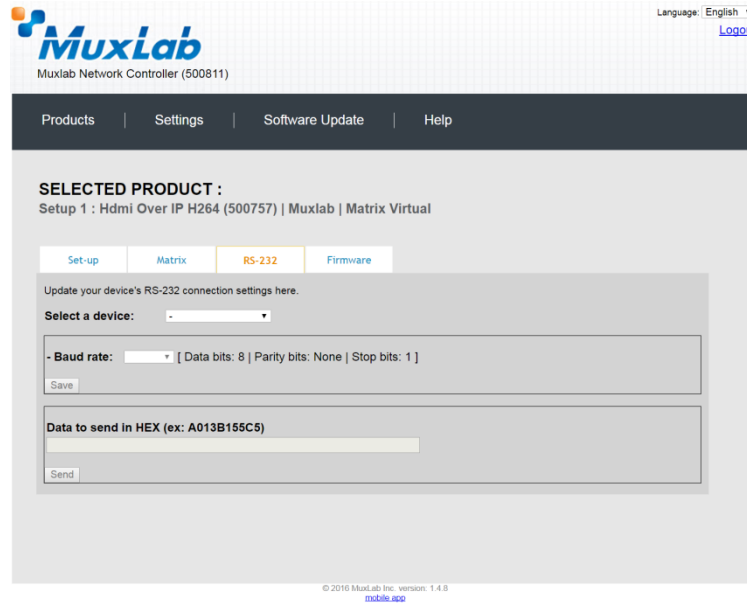 Language: English
Logou
MuxLab
Muxlab Network Controller (500811)
Products | Settings | Software Update | Help
SELECTED PRODUCT :
Setup 1 : Hdmi Over IP H264 (500757) | Muxlab | Matrix Virtual
Set-up Matrix RS-232 Firmware
Update your device's RS-232 connection settings here.
Select a device: -
- Baud rate: [ Data bits: 8 | Parity bits: None | Stop bits: 1 ]
Save
Data to send in HEX (ex: A013B155C5)
Send
© 2016 MuxLab Inc. version: 1.4.8
mobile app